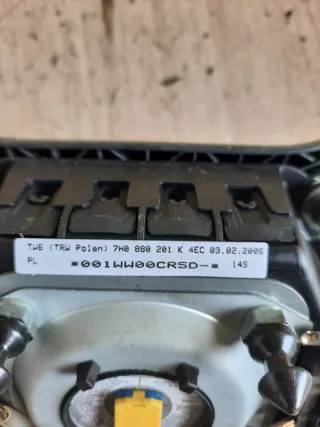 TWE (TRW Polen) 7H0 880 201 K 4EC 03.02.2006
PL *001WW00CR5D-* 14S